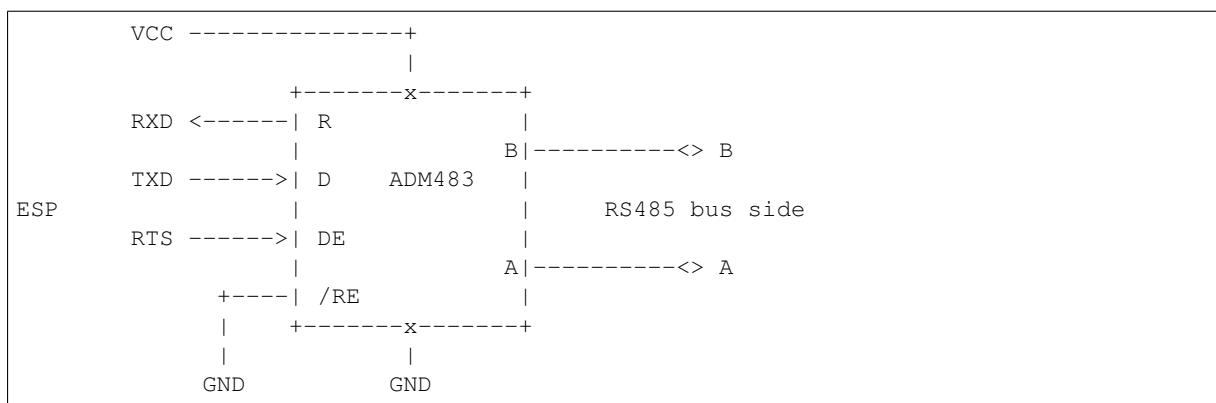 VCC ---------------+
|
+-------x-------+
RXD <------| R |
| B|----------<> B
TXD ------>| D ADM483 |
ESP | | RS485 bus side
RTS ------>| DE |
| A|----------<> A
+----| /RE |
| +-------x-------+
| |
GND GND